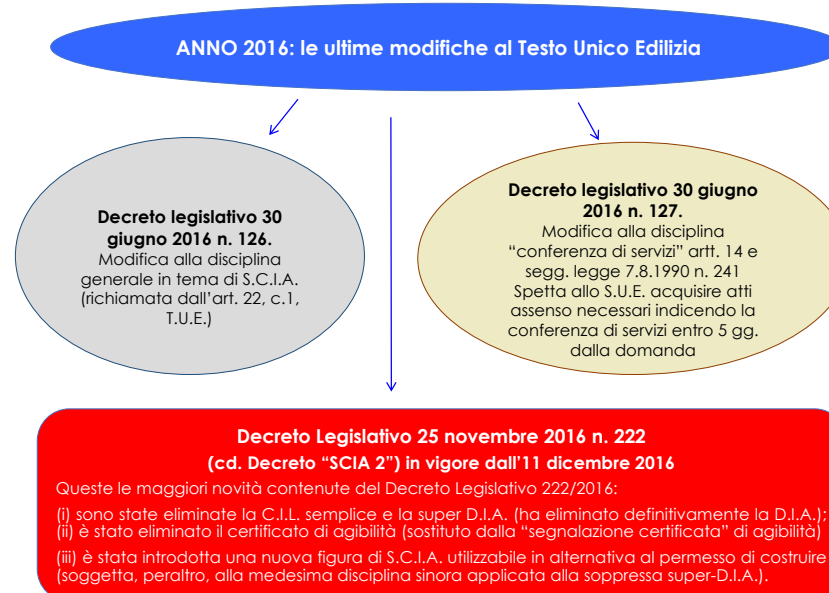 ANNO 2016: le ultime modifiche al Testo Unico Edilizia
Decreto legislativo 30
giugno 2016 n. 126.
Modifica alla disciplina
generale in tema di S.C.I.A.
(richiamata dall'art. 22, c.1,
T.U.E.)
Decreto legislativo 30 giugno
2016 n. 127.
Modifica alla disciplina
"conferenza di servizi" artt. 14 e
segg. legge 7.8.1990 n. 241
Spetta allo S.U.E. acquisire atti
assenso necessari indicendo la
conferenza di servizi entro 5 gg.
dalla domanda
Decreto Legislativo 25 novembre 2016 n. 222
(cd. Decreto "SCIA 2") in vigore dall'11 dicembre 2016
Queste le maggiori novità contenute del Decreto Legislativo 222/2016:
(i) sono state eliminate la C.I.L. semplice e la super D.I.A. (ha eliminato definitivamente la D.I.A.);
(ii) è stato eliminato il certificato di agibilità (sostituto dalla "segnalazione certificata" di agibilità)
(iii) è stata introdotta una nuova figura di S.C.I.A. utilizzabile in alternativa al permesso di costruire
(soggetta, peraltro, alla medesima disciplina sinora applicata alla soppressa super-D.I.A.).